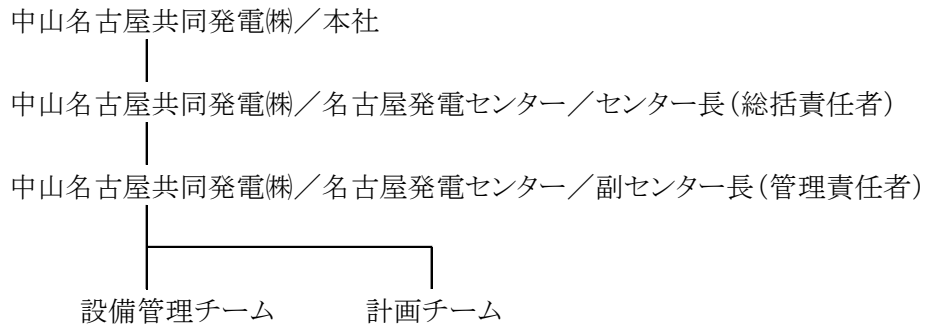 中山名古屋共同発電㈱／本社
中山名古屋共同発電㈱／名古屋発電センター／センター長（総括責任者）
中山名古屋共同発電㈱／名古屋発電センター／副センター長（管理責任者）
設備管理チーム　計画チーム